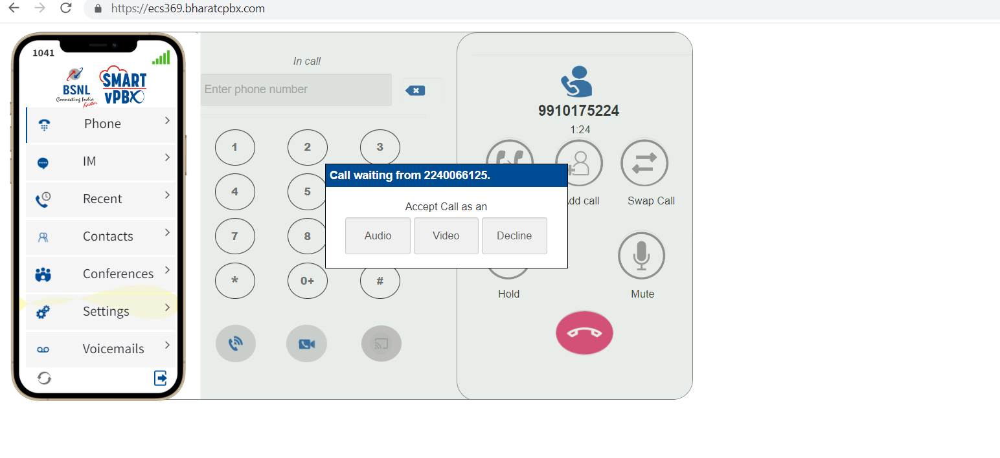 https://ecs369.bharatcpbx.com
1041
BSNL
Connecting India
Faster
SMART
vPBX
Phone
IM
Recent
Contacts
Conferences
Settings
Voicemails
In call
Enter phone number
1
2
3
4
5
7
8
*
0+
#
Call waiting from 2240066125.
Accept Call as an
Audio
Video
Decline
9910175224
1:24
dd call
Swap Call
Hold
Mute